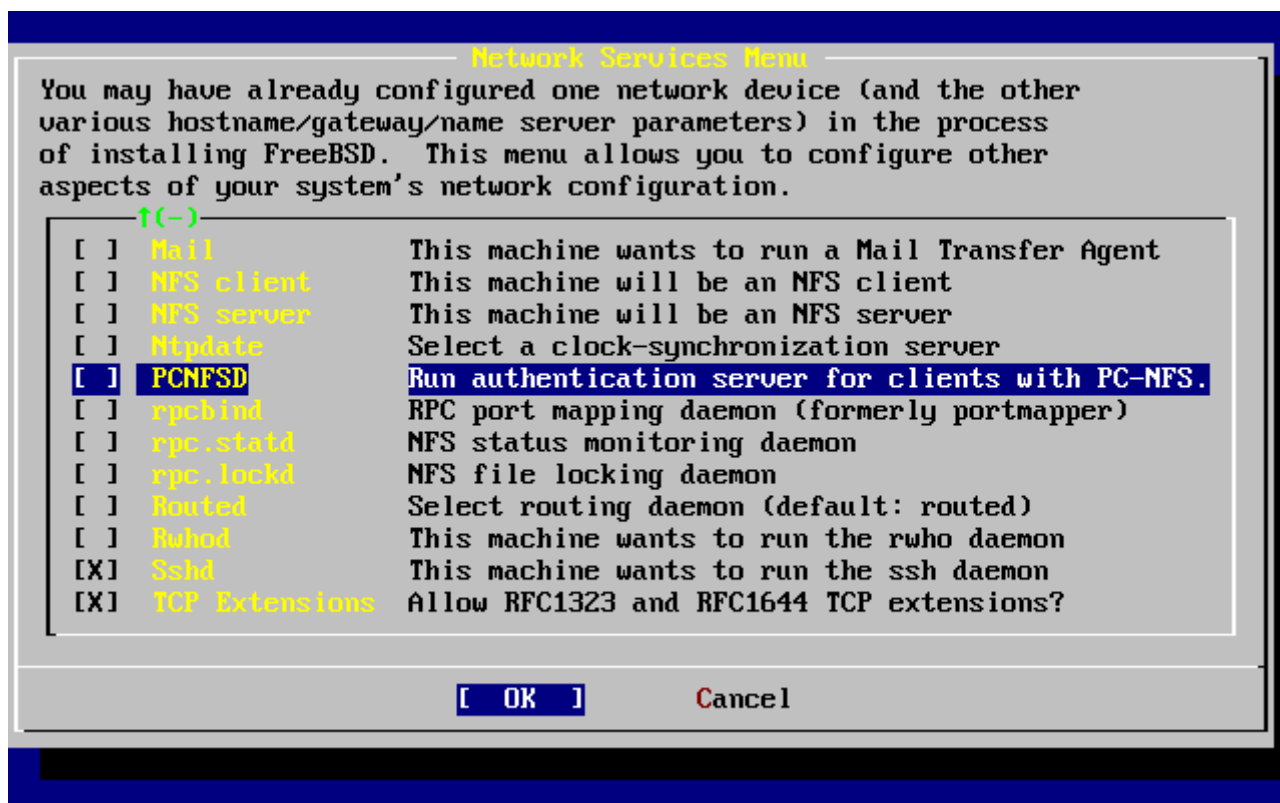 Network Services Menu
You may have already configured one network device (and the other
various hostname/gateway/name server parameters) in the process
of installing FreeBSD.  This menu allows you to configure other
aspects of your system's network configuration.
↑(-)
[ ] Mail This machine wants to run a Mail Transfer Agent
[ ] NFS client This machine will be an NFS client
[ ] NFS server This machine will be an NFS server
[ ] Ntpdate Select a clock-synchronization server
[ ] PCNFSD Run authentication server for clients with PC-NFS.
[ ] rpcbind RPC port mapping daemon (formerly portmapper)
[ ] rpc.statd NFS status monitoring daemon
[ ] rpc.lockd NFS file locking daemon
[ ] Routed Select routing daemon (default: routed)
[ ] Rwhod This machine wants to run the rwho daemon
[X] Sshd This machine wants to run the ssh daemon
[X] TCP Extensions Allow RFC1323 and RFC1644 TCP extensions?
[ OK ] Cancel